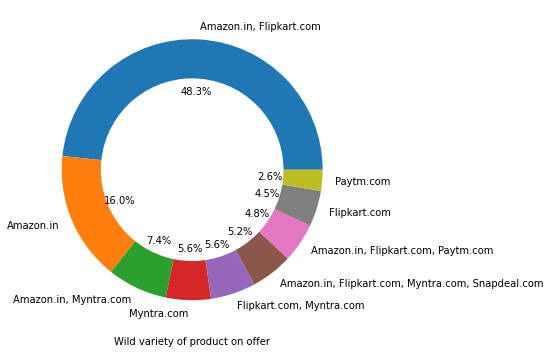 Amazon.in, Flipkart.com
48.3%
2.6%
Paytm.com
4.5%
16.0%
4.8%
Flipkart.com
Amazon.in
5.2%
7.4%
5.6%
5.6%
Amazon.in, Flipkart.com, Paytm.com
Amazon.in, Flipkart.com, Myntra.com, Snapdeal.com
Amazon.in, Myntra.com
Flipkart.com, Myntra.com
Myntra.com
Wild variety of product on offer